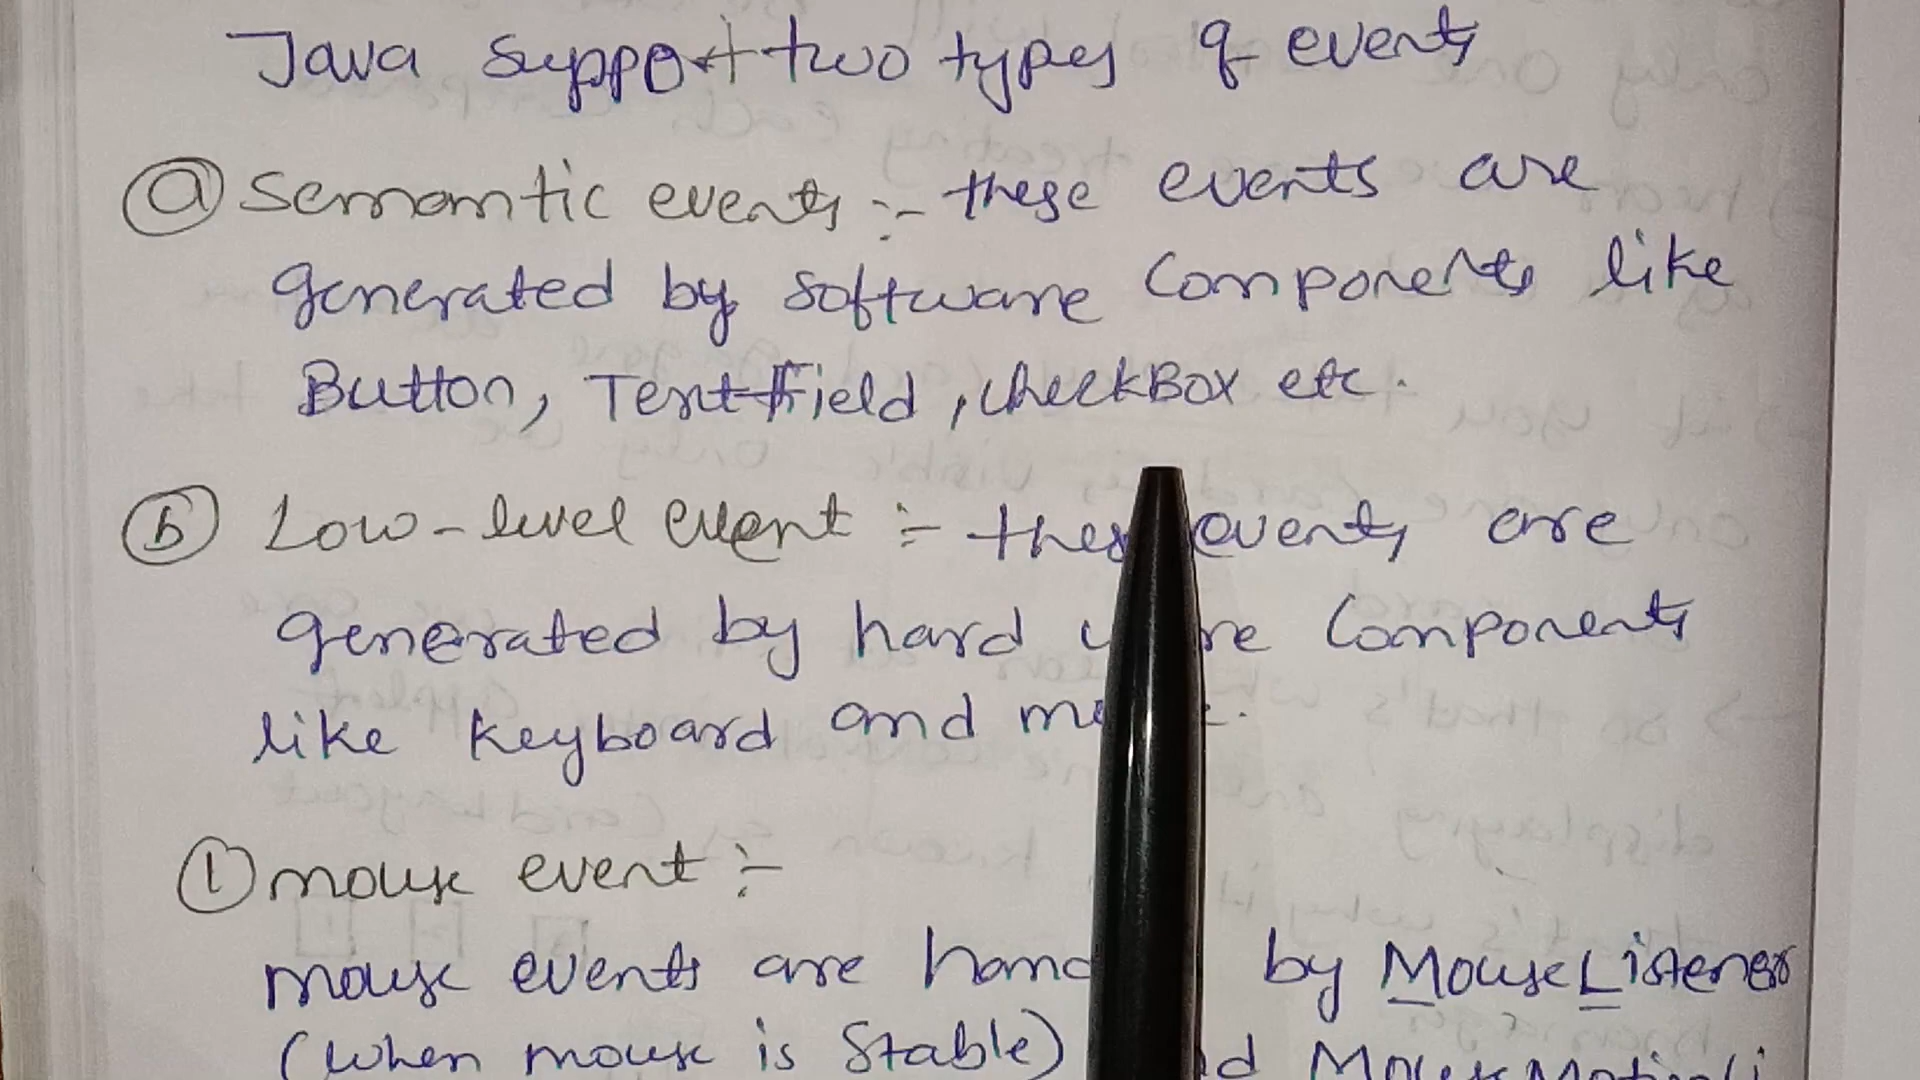 Java support two types of events
(a) Semantic events :- these events are
generated by software components like
Button, TextField, CheckBox etc.
(b) Low-level event :- these events are
generated by hard ware components
like keyboard and
(1) mouse event :-
mouse events are by MouseListener
(when mouse is stable)